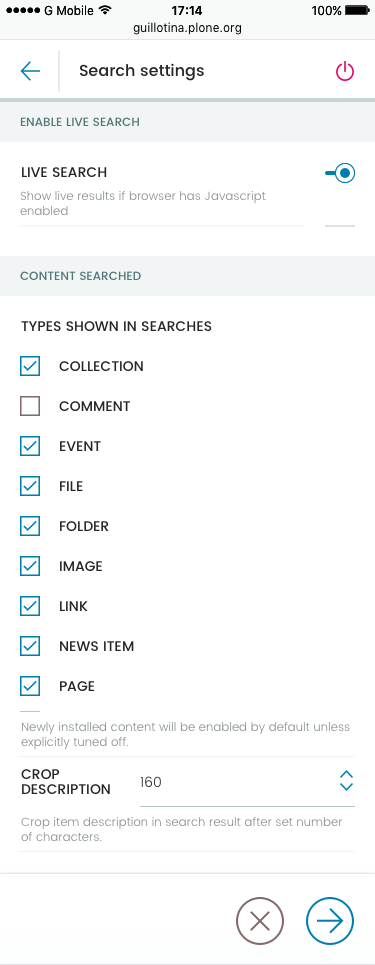 G Mobile 17:14 100%
guillotina.plone.org
Search settings
ENABLE LIVE SEARCH
LIVE SEARCH
Show live results if browser has Javascript
enabled
CONTENT SEARCHED
TYPES SHOWN IN SEARCHES
COLLECTION
COMMENT
EVENT
FILE
FOLDER
IMAGE
LINK
NEWS ITEM
PAGE
Newly installed content will be enabled by default unless
explicitly tuned off.
CROP
DESCRIPTION
160
Crop item description in search result after set number
of characters.